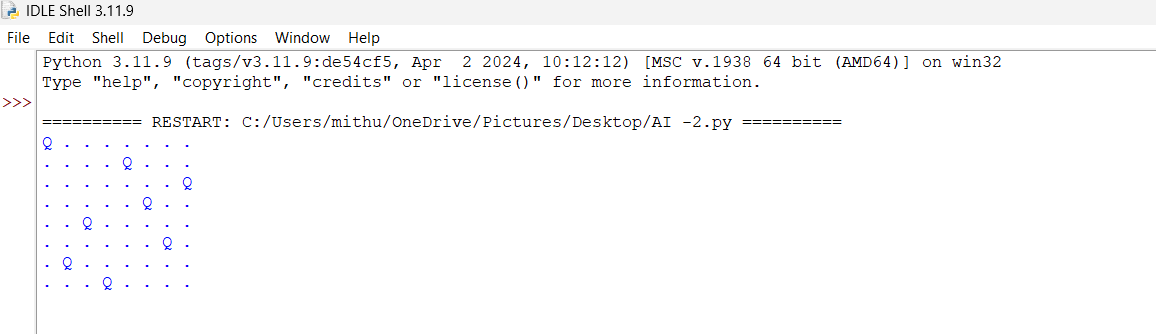 IDLE Shell 3.11.9
File Edit Shell Debug Options Window Help
Python 3.11.9 (tags/v3.11.9:de54cf5, Apr  2 2024, 10:12:12) [MSC v.1938 64 bit (AMD64)] on win32
Type "help", "copyright", "credits" or "license()" for more information.
>>>
========== RESTART: C:/Users/mithu/OneDrive/Pictures/Desktop/AI -2.py ==========
Q . . . . . . .
. . . . Q . . .
. . . . . . . Q
. . . . . Q . .
. . Q . . . . .
. . . . . . Q .
. Q . . . . . .
. . . Q . . . .